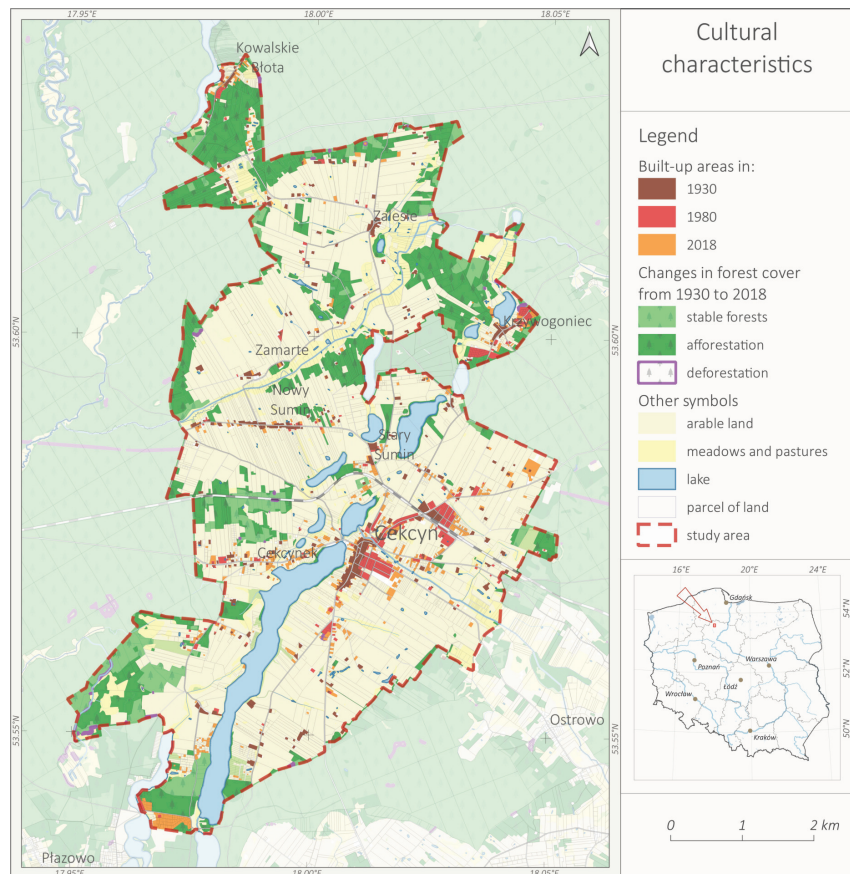 17.95°E
18.00°E
18.05°E
Kowalskie
Błota
Zalesie
53.60°N
53.60°N
Krzywogoniec
Zamarte
Nowy
Sumin
Stary
Sumin
Cekcyn
Cekcynek
53.55°N
53.55°N
Ostrowo
Płazowo
17.95°E
18.00°E
18.05°E
Cultural
characteristics
Legend
Built-up areas in:
1930
1980
2018
Changes in forest cover
from 1930 to 2018
stable forests
afforestation
deforestation
Other symbols
arable land
meadows and pastures
lake
parcel of land
study area
16°E
20°E
24°E
54°N
52°N
50°N
Gdańsk
Poznań
Warszawa
Łódź
Wrocław
Kraków
0 1 2 km